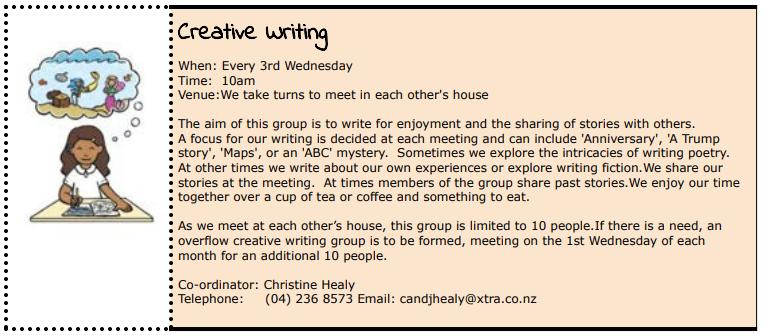 Creative Writing
When: Every 3rd Wednesday
Time:  10am
Venue:We take turns to meet in each other's house
The aim of this group is to write for enjoyment and the sharing of stories with others.
A focus for our writing is decided at each meeting and can include 'Anniversary', 'A Trump
story', 'Maps', or an 'ABC' mystery.  Sometimes we explore the intricacies of writing poetry.
At other times we write about our own experiences or explore writing fiction.We share our
stories at the meeting.  At times members of the group share past stories.We enjoy our time
together over a cup of tea or coffee and something to eat.
As we meet at each other’s house, this group is limited to 10 people.If there is a need, an
overflow creative writing group is to be formed, meeting on the 1st Wednesday of each
month for an additional 10 people.
Co-ordinator: Christine Healy
Telephone:     (04) 236 8573 Email: candjhealy@xtra.co.nz